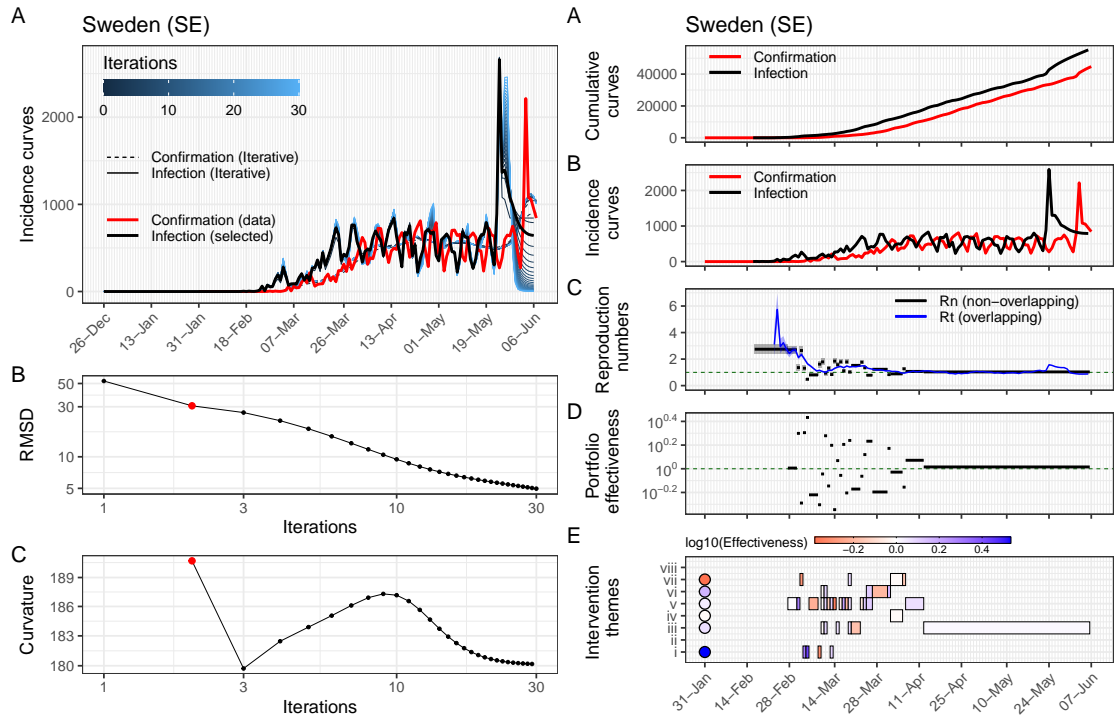 A
Sweden (SE)
Iterations
0 10 20 30
Confirmation (Iterative)
Infection (Iterative)
Confirmation (data)
Infection (selected)
Incidence curves
2000
1000
0
26−Dec
13−Jan
31−Jan
18−Feb
07−Mar
26−Mar
13−Apr
01−May
19−May
06−Jun
B
RMSD
50
30
10
5
1 3 10 30
Iterations
C
Curvature
189
186
183
180
1 3 10 30
Iterations
A
Sweden (SE)
Confirmation
Infection
Cumulative
curves
40000
20000
0
B
Confirmation
Infection
Incidence
curves
2000
1000
0
C
Rn (non−overlapping)
Rt (overlapping)
Reproduction
numbers
6
4
2
0
D
Portfolio
effectiveness
10^0.4
10^0.2
10^0
10^−0.2
E
log10(Effectiveness)
−0.2 0.0 0.2 0.4
Intervention
themes
viii
vii
vi
v
iv
iii
ii
i
31−Jan
14−Feb
28−Feb
14−Mar
28−Mar
11−Apr
25−Apr
10−May
24−May
07−Jun